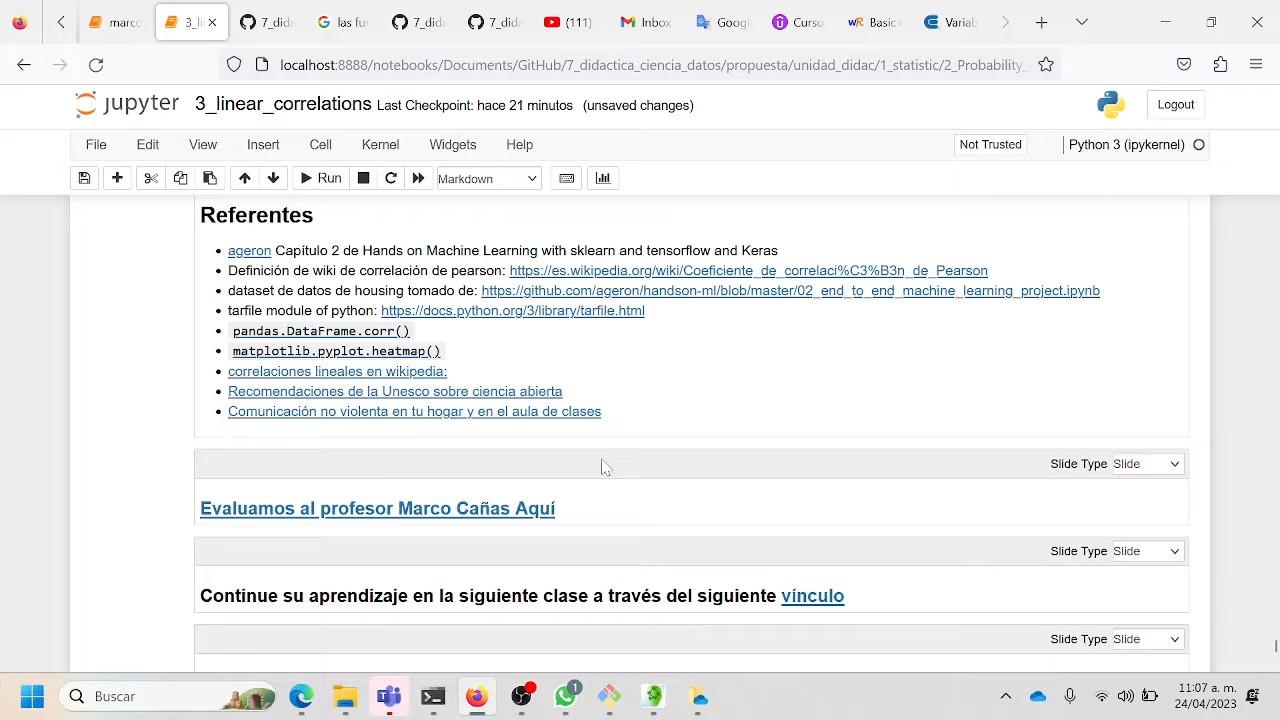 marco
3_lin
7_dida
las fur
7_dida
7_dida
(111)
Inbox
Googl
Curso
Basic
Variab
localhost:8888/notebooks/Documents/GitHub/7_didactica_ciencia_datos/propuesta/unidad_didac/1_statistic/2_Probability_
jupyter 3_linear_correlations Last Checkpoint: hace 21 minutos (unsaved changes) Logout
File Edit View Insert Cell Kernel Widgets Help Not Trusted Python 3 (ipykernel)
Run Markdown
Referentes
ageron Capítulo 2 de Hands on Machine Learning with sklearn and tensorflow and Keras
Definición de wiki de correlación de pearson: https://es.wikipedia.org/wiki/Coeficiente_de_correlaci%C3%B3n_de_Pearson
dataset de datos de housing tomado de: https://github.com/ageron/handson-ml/blob/master/02_end_to_end_machine_learning_project.ipynb
tarfile module of python: https://docs.python.org/3/library/tarfile.html
pandas.DataFrame.corr()
matplotlib.pyplot.heatmap()
correlaciones lineales en wikipedia:
Recomendaciones de la Unesco sobre ciencia abierta
Comunicación no violenta en tu hogar y en el aula de clases
Slide Type Slide
Evaluamos al profesor Marco Cañas Aquí
Slide Type Slide
Continue su aprendizaje en la siguiente clase a través del siguiente vínculo
Slide Type Slide
Buscar
1
11:07 a. m.
24/04/2023